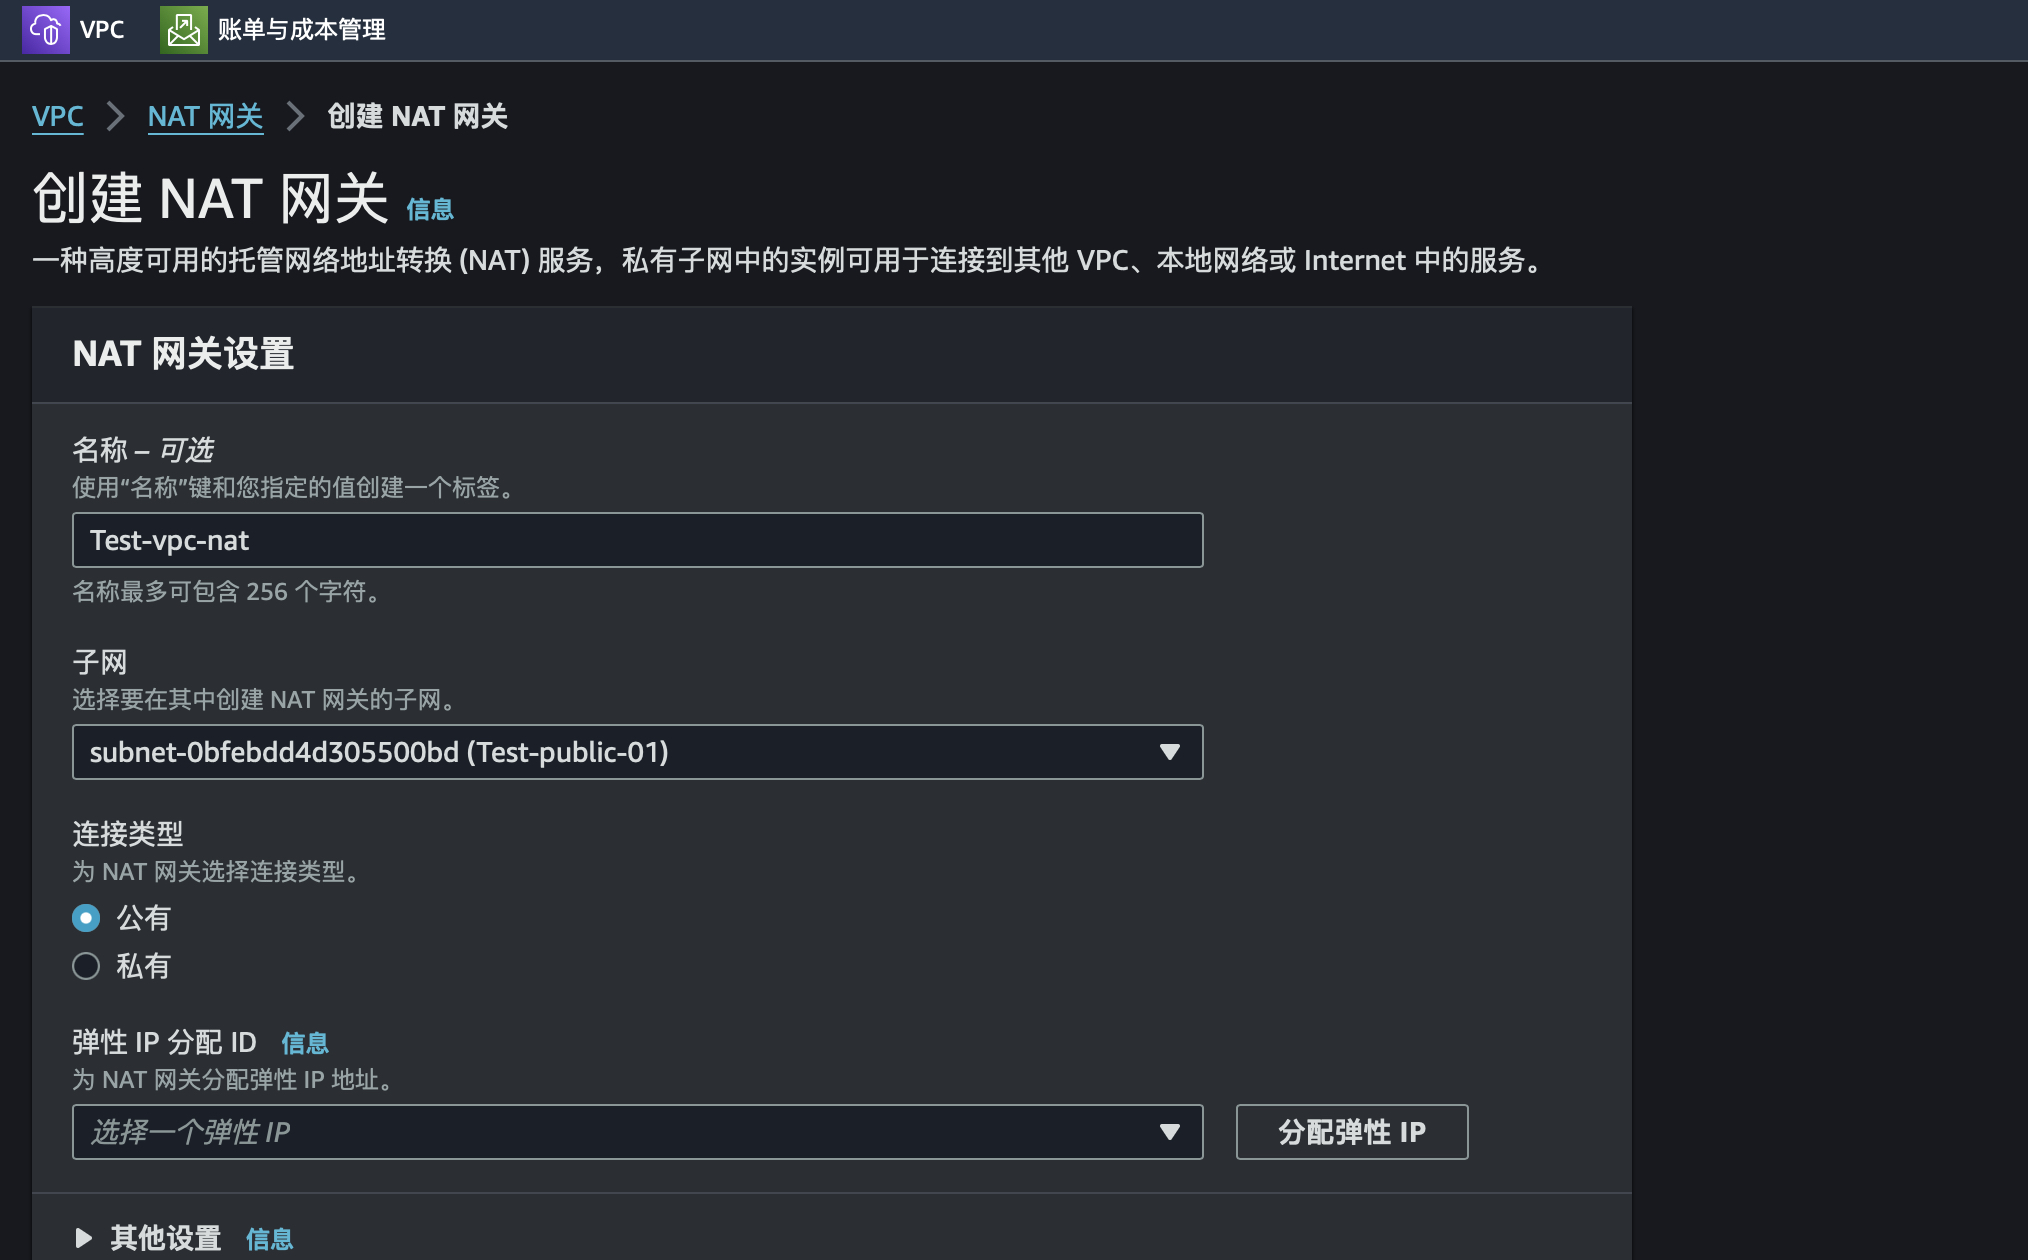 VPC 账单与成本管理
VPC NAT 网关 创建 NAT 网关
创建 NAT 网关 信息
一种高度可用的托管网络地址转换 (NAT) 服务，私有子网中的实例可用于连接到其他 VPC、本地网络或 Internet 中的服务。
NAT 网关设置
名称 – 可选
使用“名称”键和您指定的值创建一个标签。
Test-vpc-nat
名称最多可包含 256 个字符。
子网
选择要在其中创建 NAT 网关的子网。
subnet-0bfebdd4d305500bd (Test-public-01)
连接类型
为 NAT 网关选择连接类型。
公有
私有
弹性 IP 分配 ID 信息
为 NAT 网关分配弹性 IP 地址。
选择一个弹性 IP 分配弹性 IP
其他设置 信息